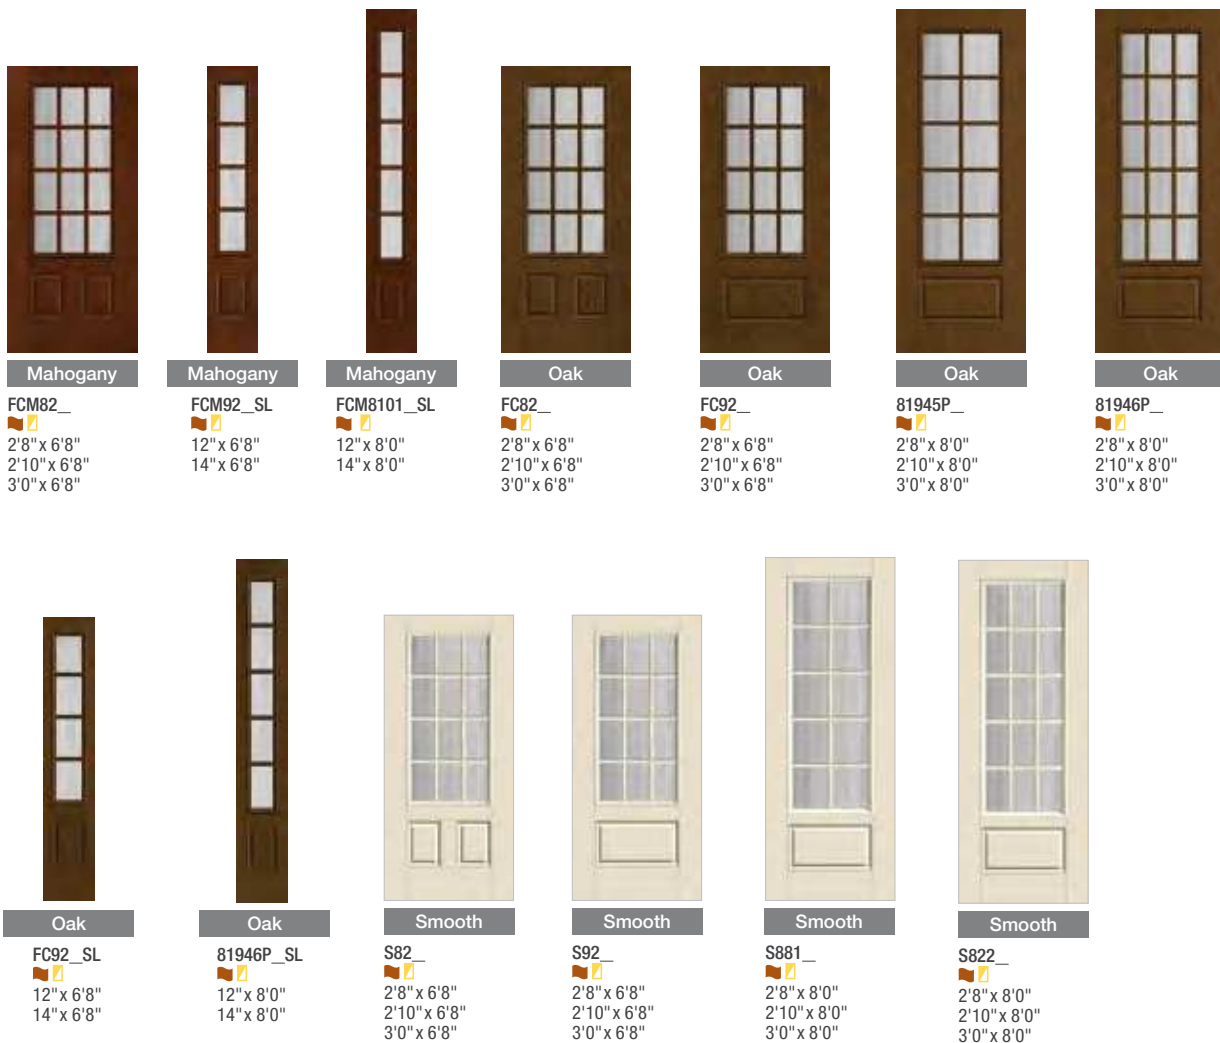 Mahogany
FCM82_
2'8" x 6'8"
2'10" x 6'8"
3'0" x 6'8"
Mahogany
FCM92_SL
12" x 6'8"
14" x 6'8"
Mahogany
FCM8101_SL
12" x 8'0"
14" x 8'0"
Oak
FC82_
2'8" x 6'8"
2'10" x 6'8"
3'0" x 6'8"
Oak
FC92_
2'8" x 6'8"
2'10" x 6'8"
3'0" x 6'8"
Oak
81945P_
2'8" x 8'0"
2'10" x 8'0"
3'0" x 8'0"
Oak
81946P_
2'8" x 8'0"
2'10" x 8'0"
3'0" x 8'0"
Oak
FC92_SL
12" x 6'8"
14" x 6'8"
Oak
81946P_SL
12" x 8'0"
14" x 8'0"
Smooth
S82_
2'8" x 6'8"
2'10" x 6'8"
3'0" x 6'8"
Smooth
S92_
2'8" x 6'8"
2'10" x 6'8"
3'0" x 6'8"
Smooth
S881_
2'8" x 8'0"
2'10" x 8'0"
3'0" x 8'0"
Smooth
S822_
2'8" x 8'0"
2'10" x 8'0"
3'0" x 8'0"